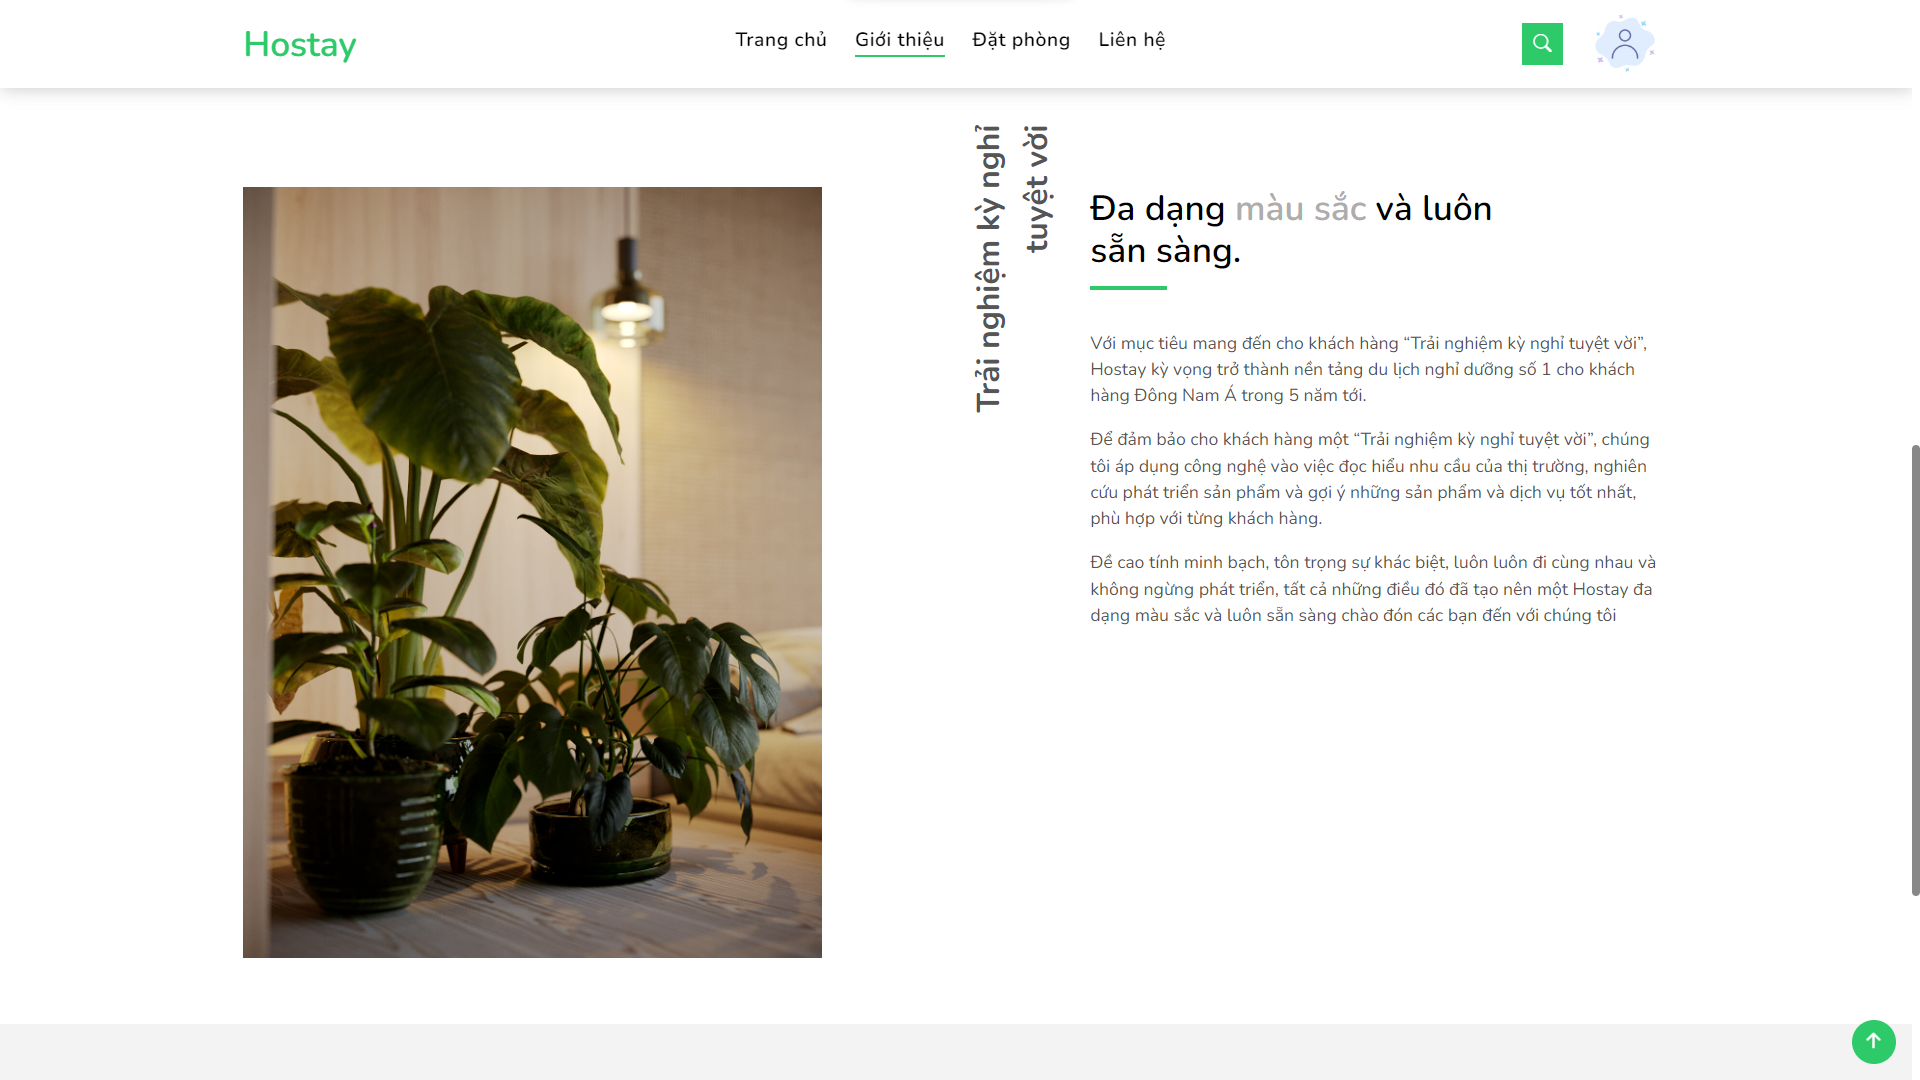 Hostay
Trang chủ
Giới thiệu
Đặt phòng
Liên hệ
Trải nghiệm kỳ nghỉ
tuyệt vời
Đa dạng màu sắc và luôn
sẵn sàng.
Với mục tiêu mang đến cho khách hàng “Trải nghiệm kỳ nghỉ tuyệt vời”,
Hostay kỳ vọng trở thành nền tảng du lịch nghỉ dưỡng số 1 cho khách
hàng Đông Nam Á trong 5 năm tới.
Để đảm bảo cho khách hàng một “Trải nghiệm kỳ nghỉ tuyệt vời”, chúng
tôi áp dụng công nghệ vào việc đọc hiểu nhu cầu của thị trường, nghiên
cứu phát triển sản phẩm và gợi ý những sản phẩm và dịch vụ tốt nhất,
phù hợp với từng khách hàng.
Đề cao tính minh bạch, tôn trọng sự khác biệt, luôn luôn đi cùng nhau và
không ngừng phát triển, tất cả những điều đó đã tạo nên một Hostay đa
dạng màu sắc và luôn sẵn sàng chào đón các bạn đến với chúng tôi